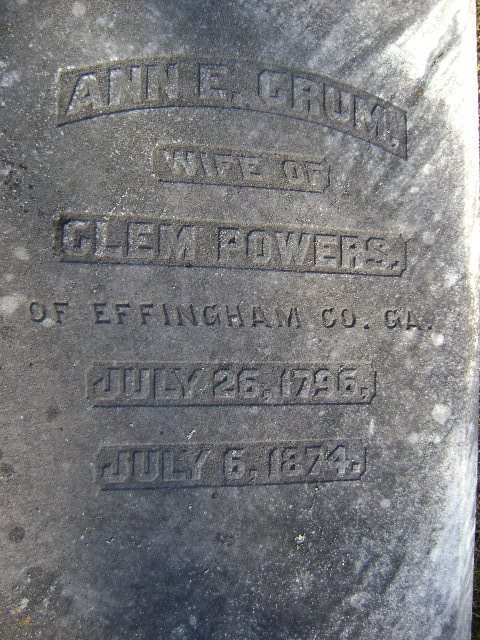 ANN E. CRUM.
WIFE OF
CLEM POWERS.
OF EFFINGHAM CO. GA.
JULY 26, 1796,
JULY 6, 1874.